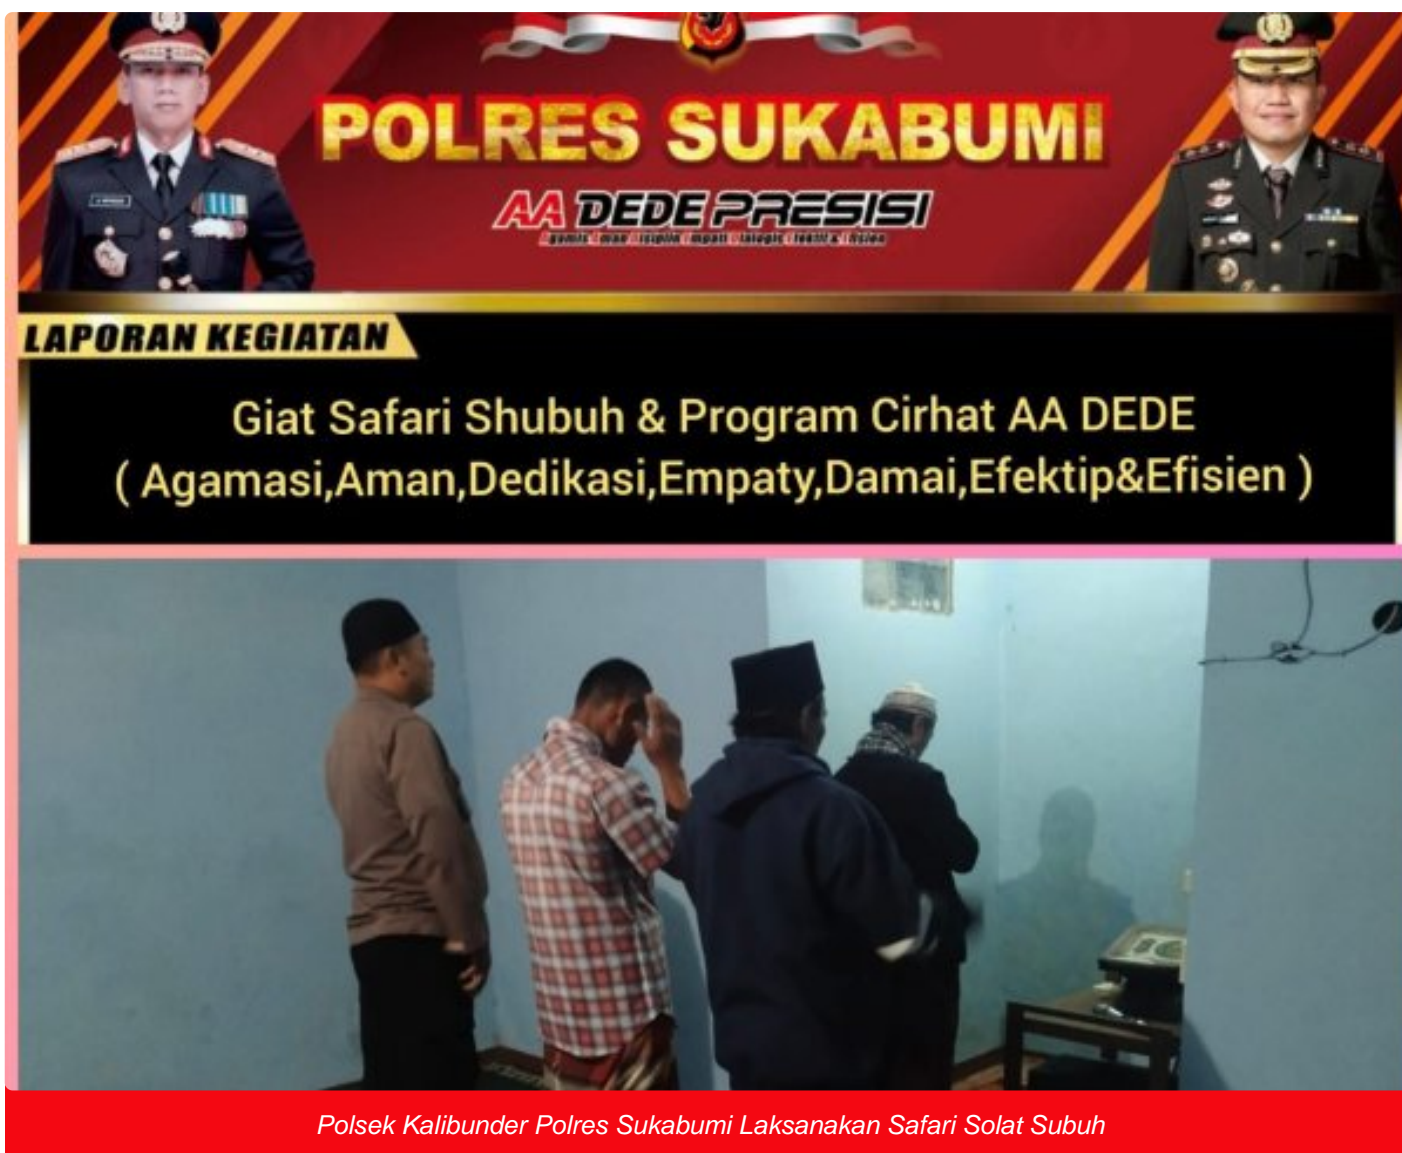 POLRES SUKABUMI
AA DEDE PRESISI
LAPORAN KEGIATAN
Giat Safari Shubuh & Program Cirhat AA DEDE
( Agamasi,Aman,Dedikasi,Empaty,Damai,Efektip&Efisien )
Polsek Kalibunder Polres Sukabumi Laksanakan Safari Solat Subuh